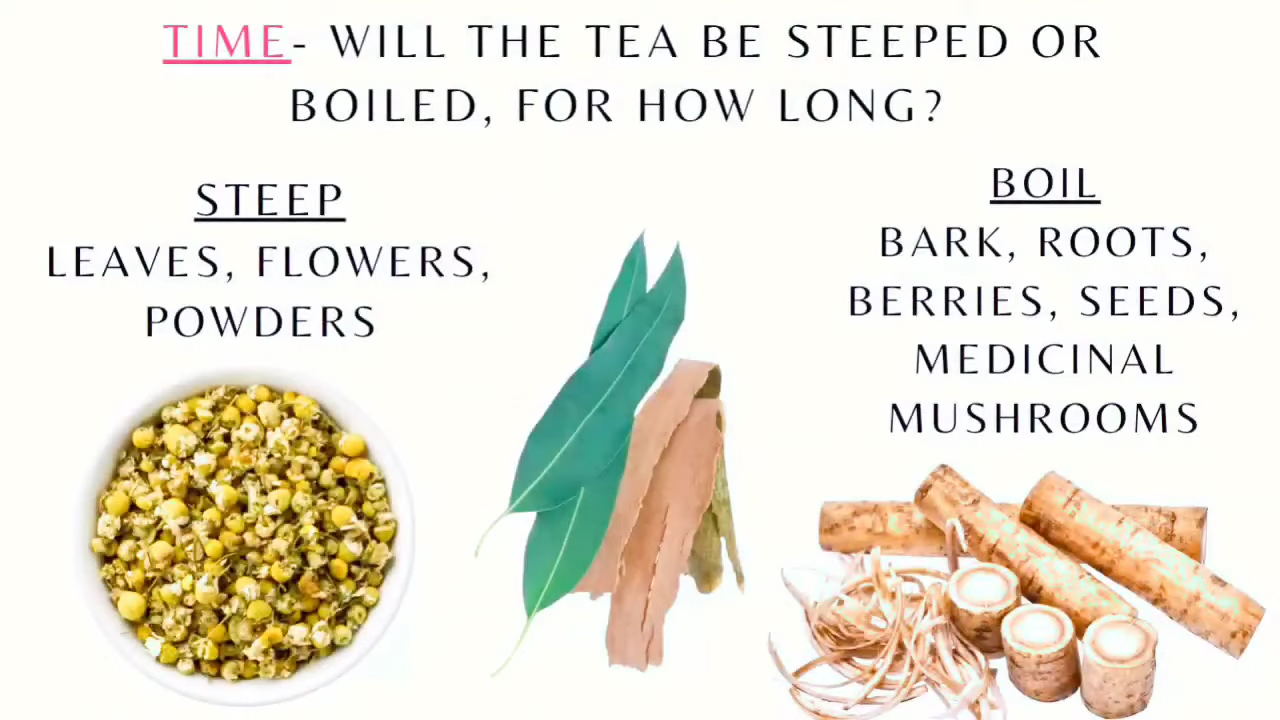 TIME- WILL THE TEA BE STEEPED OR
BOILED, FOR HOW LONG?
STEEP
LEAVES, FLOWERS,
POWDERS
BOIL
BARK, ROOTS,
BERRIES, SEEDS,
MEDICINAL
MUSHROOMS